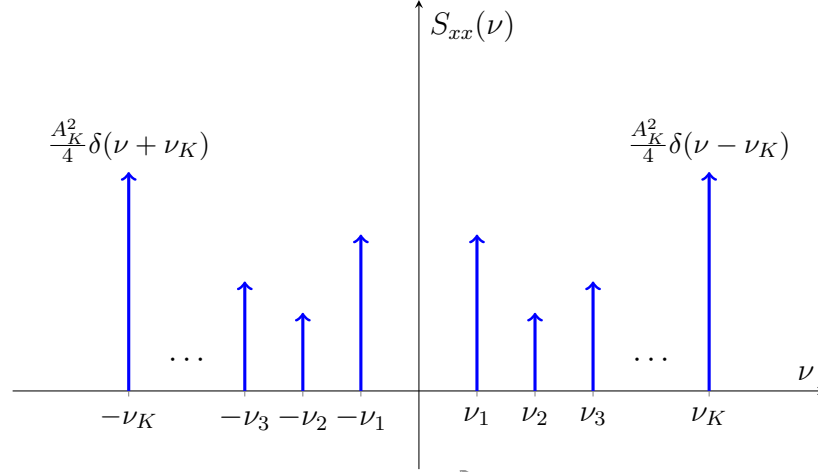 S_{xx}(ν)
\frac{A_K^2}{4}δ(ν + ν_K)
\frac{A_K^2}{4}δ(ν − ν_K)
… …
ν
−ν_K −ν_3 −ν_2 −ν_1 ν_1 ν_2 ν_3 ν_K